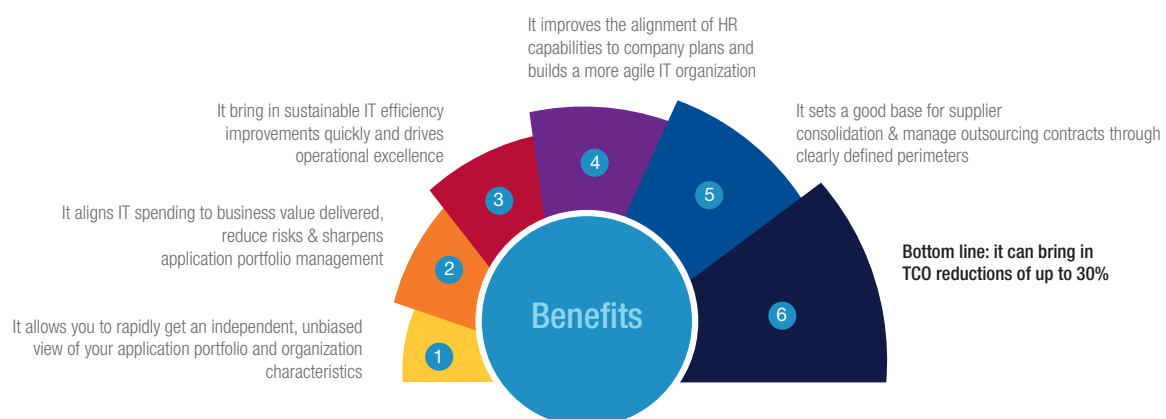 It improves the alignment of HR
capabilities to company plans and
builds a more agile IT organization
It bring in sustainable IT efficiency
improvements quickly and drives
operational excellence
It sets a good base for supplier
consolidation & manage outsourcing contracts through
clearly defined perimeters
4
3
5
It aligns IT spending to business value delivered,
reduce risks & sharpens
application portfolio management
2
Bottom line: it can bring in
TCO reductions of up to 30%
Benefits
6
It allows you to rapidly get an independent, unbiased
view of your application portfolio and organization
characteristics
1